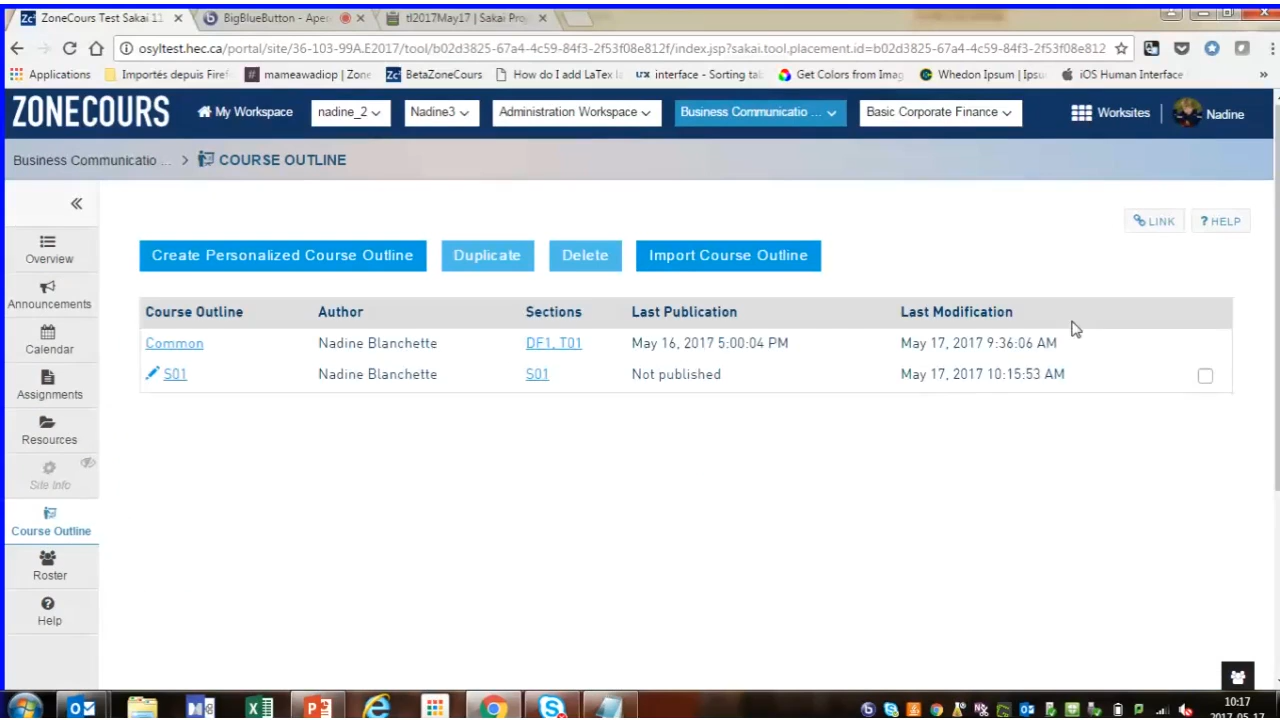 ZoneCours Test Sakai 11
BigBlueButton - Aper
tl2017May17 | Sakai Pro
osyltest.hec.ca/portal/site/36-103-99A.E2017/tool/b02d3825-67a4-4c59-84f3-2f53f08e812f/index.jsp?sakai.tool.placement.id=b02d3825-67a4-4c59-84f3-2f53f08e812
Applications Importés depuis Firef mameawadiop | Zone BetaZoneCours How do I add LaTex interface - Sorting tab Get Colors from Imag Whedon Ipsum | Ipsu iOS Human Interface »
ZONECOURS My Workspace nadine_2 Nadine3 Administration Workspace Business Communicatio ... Basic Corporate Finance Worksites Nadine
Business Communicatio ... > COURSE OUTLINE
LINK ? HELP
Create Personalized Course Outline Duplicate Delete Import Course Outline
Course Outline Author Sections Last Publication Last Modification
Common Nadine Blanchette DF1, T01 May 16, 2017 5:00:04 PM May 17, 2017 9:36:06 AM
S01 Nadine Blanchette S01 Not published May 17, 2017 10:15:53 AM
Overview
Announcements
Calendar
Assignments
Resources
Site Info
Course Outline
Roster
Help
10:17
2017-05-17